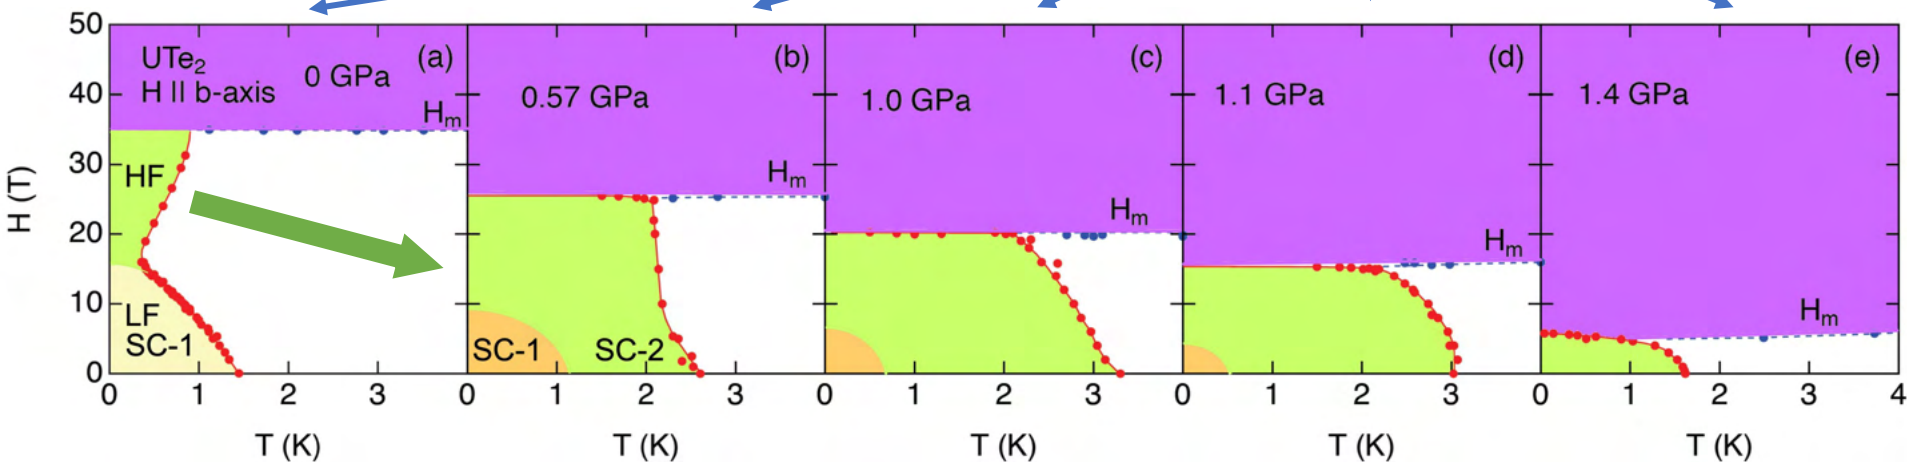 50
40
30
20
10
0
H (T)
UTe2
H II b-axis
0 GPa
(a)
Hm
HF
LF
SC-1
0 1 2 3
T (K)
0.57 GPa
(b)
Hm
SC-1
SC-2
0 1 2 3
T (K)
1.0 GPa
(c)
Hm
0 1 2 3
T (K)
1.1 GPa
(d)
Hm
0 1 2 3
T (K)
1.4 GPa
(e)
Hm
0 1 2 3 4
T (K)